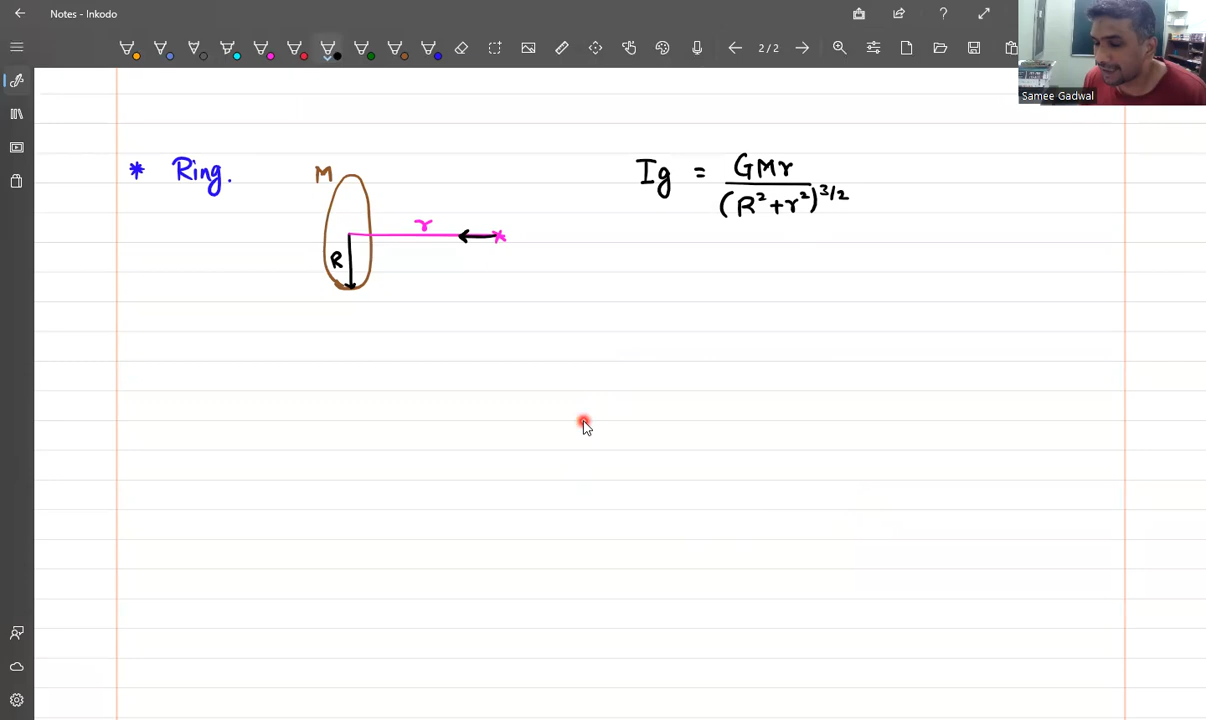 Notes - Inkodo
2 / 2
Samee Gadwal
* Ring.
M
r
R
Ig = GMr / (R²+r²)^3/2